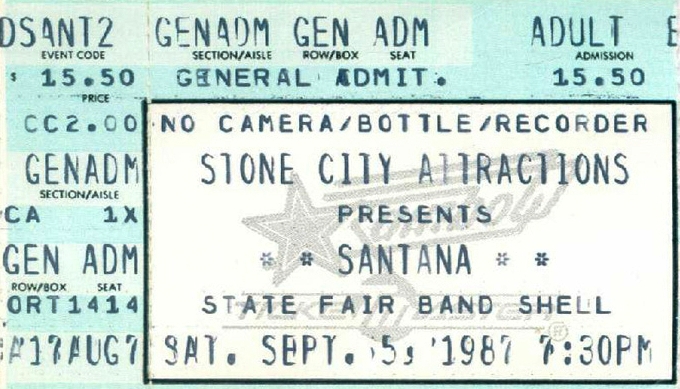 DSANT2 GENADM GEN ADM ADULT
EVENT CODE SECTION/AISLE ROW/BOX SEAT ADMISSION
$ 15.50 GENERAL ADMIT. 15.50
PRICE
CC2.00 NO CAMERA/BOTTLE/RECORDER
GENADM STONE CITY ATTRACTIONS
SECTION/AISLE
CA 1X PRESENTS
GEN ADM * * SANTANA * *
ROW/BOX SEAT
ORT1414 STATE FAIR BAND SHELL
A17AUG7 SAT. SEPT. 5, '1987 7:30PM